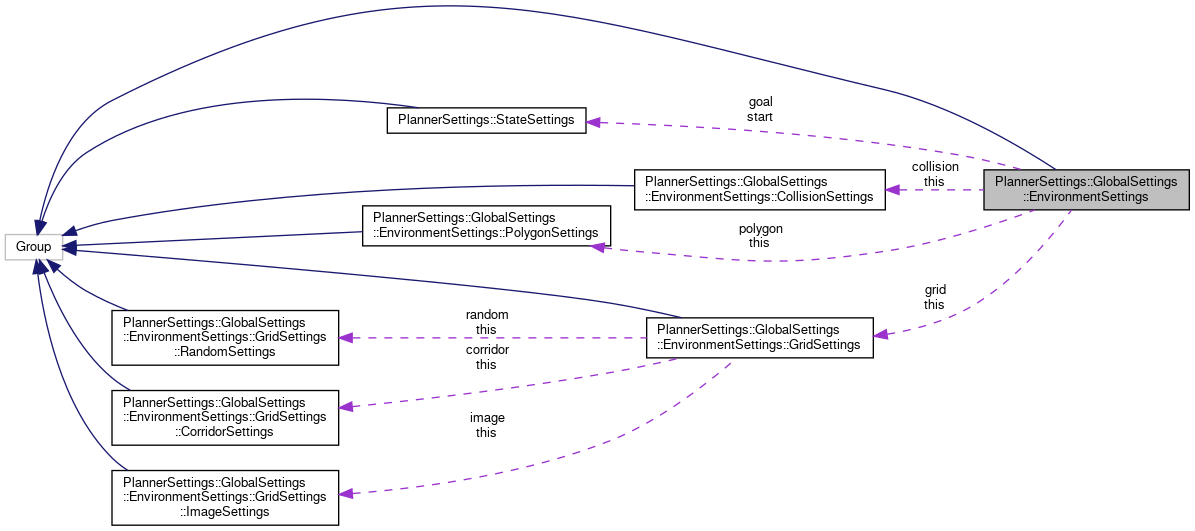 goal
start
PlannerSettings::StateSettings
collision
this
PlannerSettings::GlobalSettings
::EnvironmentSettings::CollisionSettings
PlannerSettings::GlobalSettings
::EnvironmentSettings
PlannerSettings::GlobalSettings
::EnvironmentSettings::PolygonSettings
polygon
this
Group
grid
this
random
this
PlannerSettings::GlobalSettings
::EnvironmentSettings::GridSettings
::RandomSettings
PlannerSettings::GlobalSettings
::EnvironmentSettings::GridSettings
corridor
this
PlannerSettings::GlobalSettings
::EnvironmentSettings::GridSettings
::CorridorSettings
image
this
PlannerSettings::GlobalSettings
::EnvironmentSettings::GridSettings
::ImageSettings